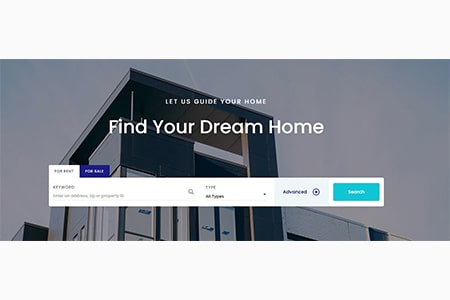 LET US GUIDE YOUR HOME
Find Your Dream Home
FOR RENT FOR SALE
KEYWORD TYPE
Enter an address, zip or property ID All Types Advanced Search